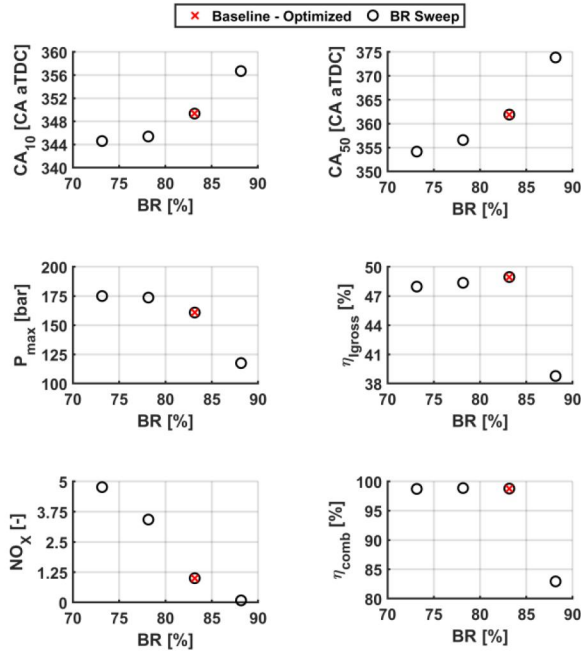 Baseline - Optimized BR Sweep
360
356
352
348
344
340
70 75 80 85 90
BR [%]
CA10 [CA aTDC]
375
370
365
360
355
350
70 75 80 85 90
BR [%]
CA50 [CA aTDC]
200
175
150
125
100
70 75 80 85 90
BR [%]
Pmax [bar]
50
47
44
41
38
70 75 80 85 90
BR [%]
ηIgross [%]
5
3.75
2.5
1.25
0
70 75 80 85 90
BR [%]
NOX [-]
100
95
90
85
80
70 75 80 85 90
BR [%]
ηcomb [%]